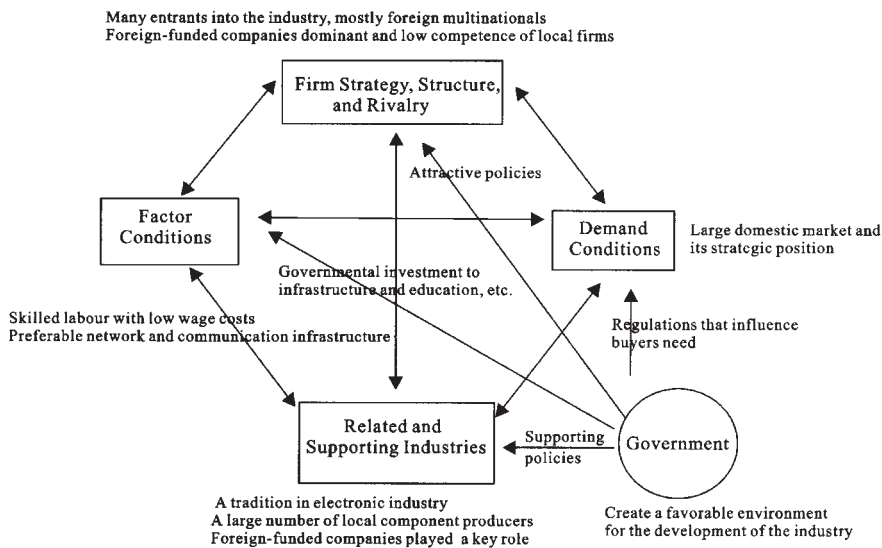 Many entrants into the industry, mostly foreign multinationals
Foreign-funded companies dominant and low competence of local firms
Firm Strategy, Structure,
and Rivalry
Attractive policies
Factor
Conditions
Demand
Conditions
Large domestic market and
its strategic position
Governmental investment to
infrastructure and education, etc.
Skilled labour with low wage costs
Preferable network and communication infrastructure
Regulations that influence
buyers need
Related and
Supporting Industries
Supporting
policies
Government
A tradition in electronic industry
A large number of local component producers
Foreign-funded companies played a key role
Create a favorable environment
for the development of the industry